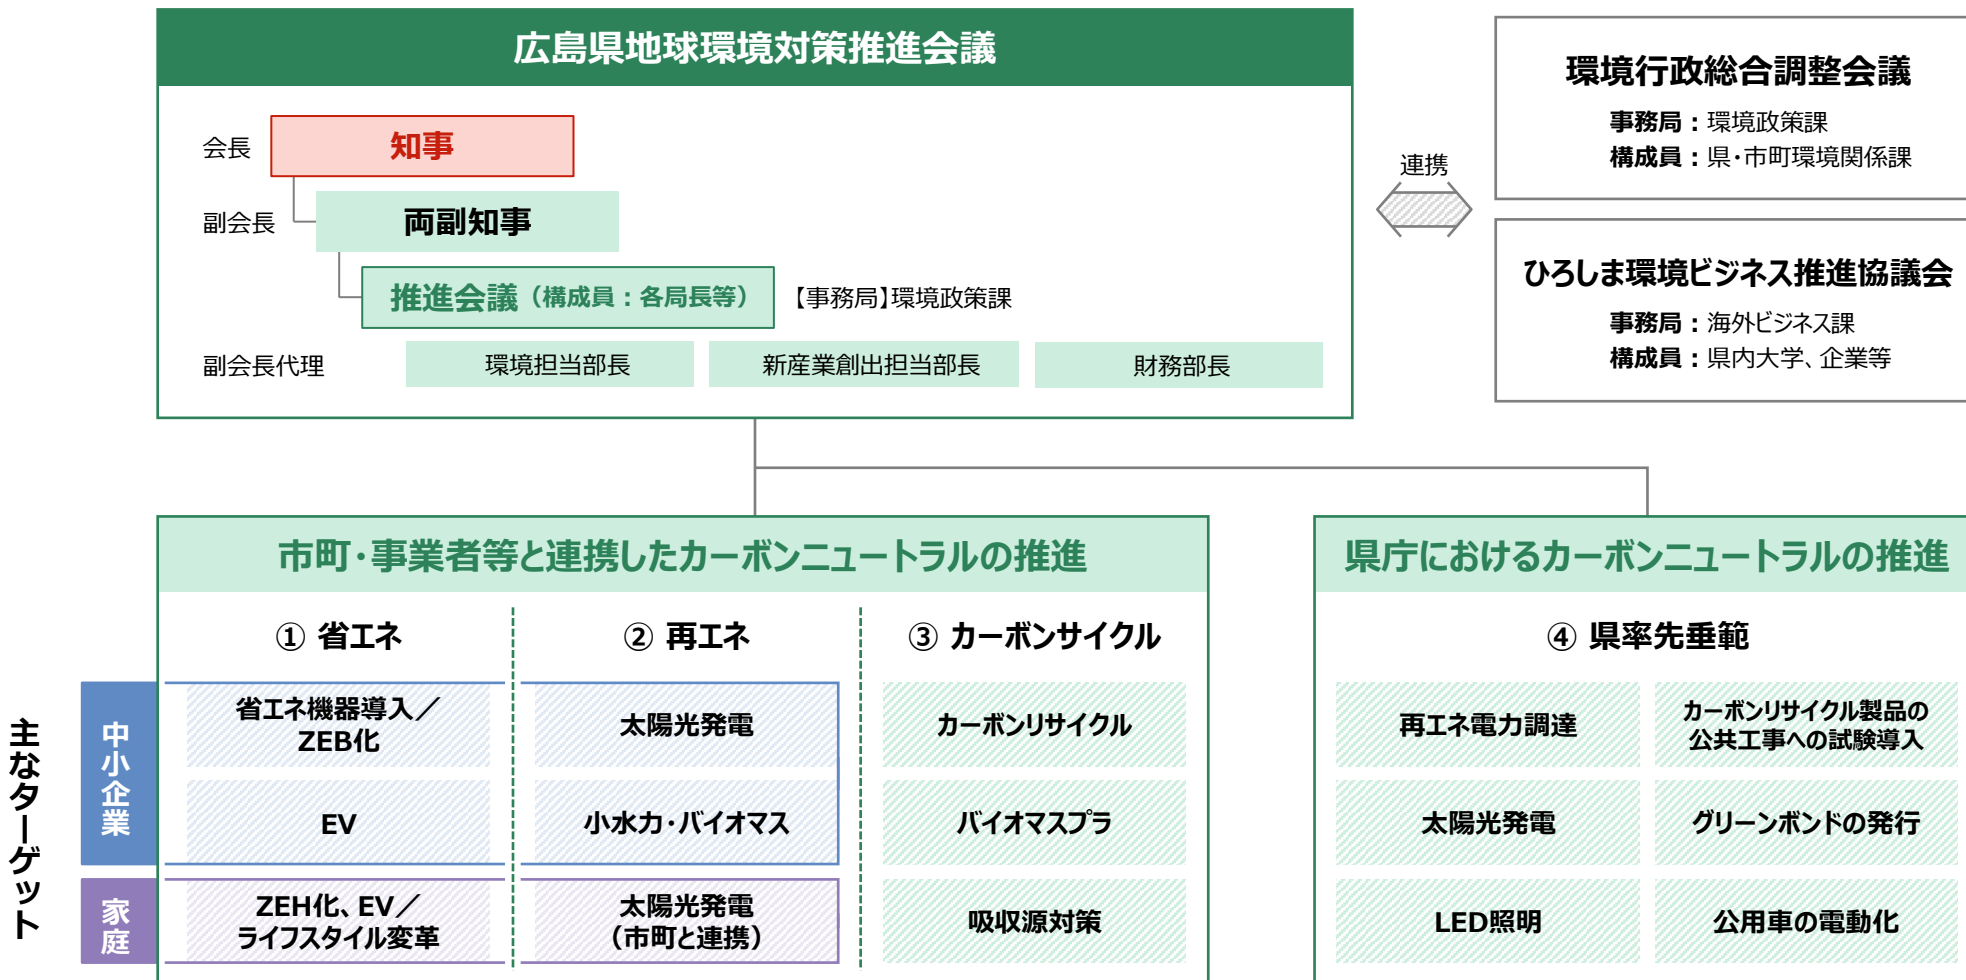 広島県地球環境対策推進会議
会長
知事
副会長
両副知事
推進会議（構成員：各局長等）
【事務局】環境政策課
副会長代理
環境担当部長
新産業創出担当部長
財務部長
連携
環境行政総合調整会議
事務局：環境政策課
構成員：県・市町環境関係課
ひろしま環境ビジネス推進協議会
事務局：海外ビジネス課
構成員：県内大学、企業等
市町・事業者等と連携したカーボンニュートラルの推進
① 省エネ
② 再エネ
③ カーボンサイクル
主なターゲット
中小企業
省エネ機器導入／
ZEB化
太陽光発電
カーボンリサイクル
EV
小水力・バイオマス
バイオマスプラ
家庭
ZEH化、EV／
ライフスタイル変革
太陽光発電
（市町と連携）
吸収源対策
県庁におけるカーボンニュートラルの推進
④ 県率先垂範
再エネ電力調達
カーボンリサイクル製品の
公共工事への試験導入
太陽光発電
グリーンボンドの発行
LED照明
公用車の電動化